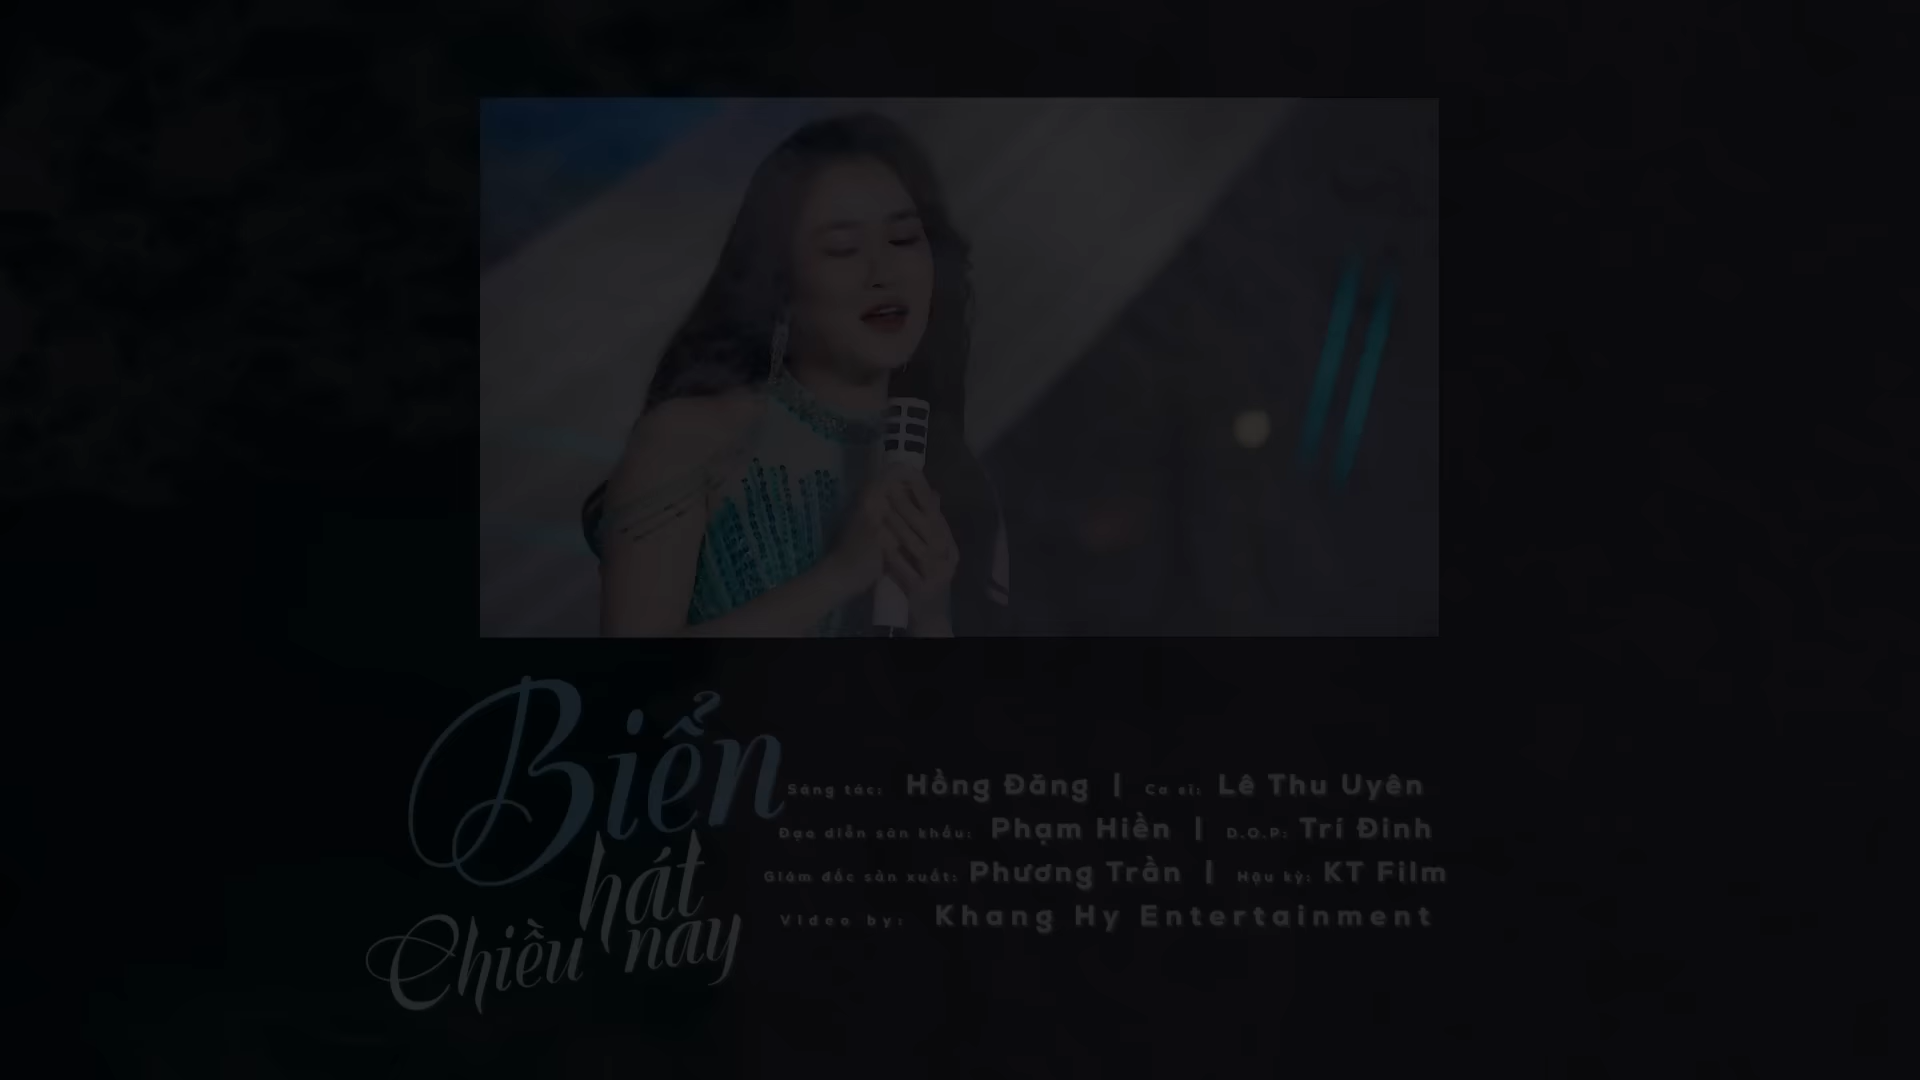 Biển
hát
Chiều nay
Sáng tác: Hồng Đăng | Ca sĩ: Lê Thu Uyên
Đạo diễn sân khấu: Phạm Hiền | D.O.P: Trí Đinh
Giám đốc sản xuất: Phương Trần | Hậu kỳ: KT Film
Video by: Khang Hy Entertainment